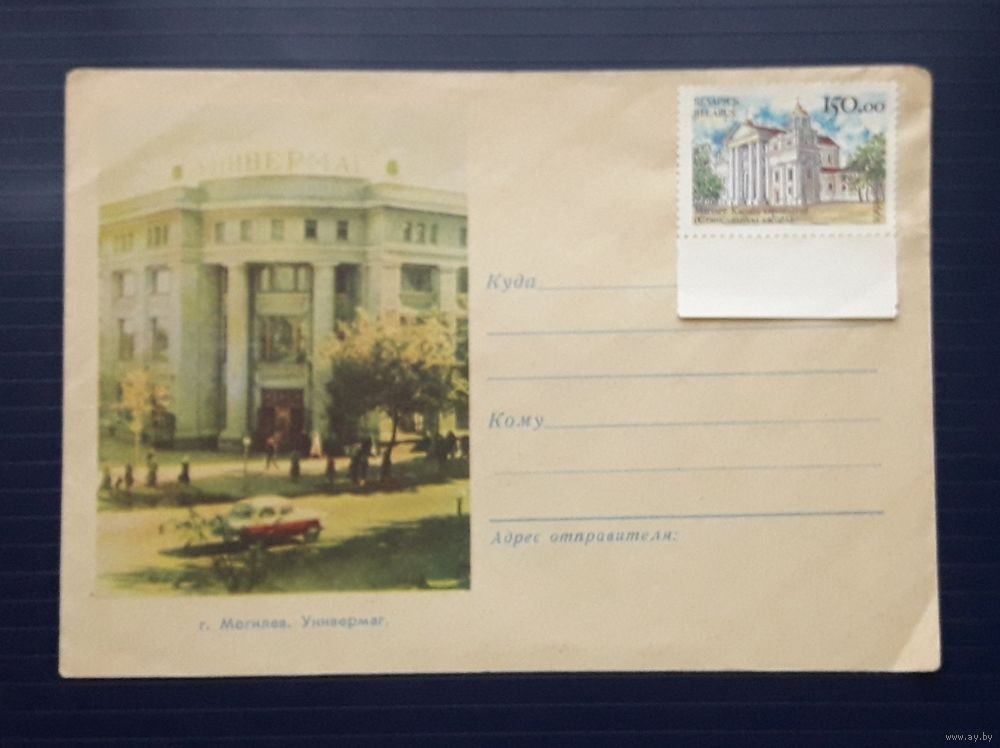 УНИВЕРМАГ
БЕЛАРУСЬ
BELARUS
150.00
Куда
Кому
Адрес отправителя:
г. Могилев. Универмаг.
www.ay.by